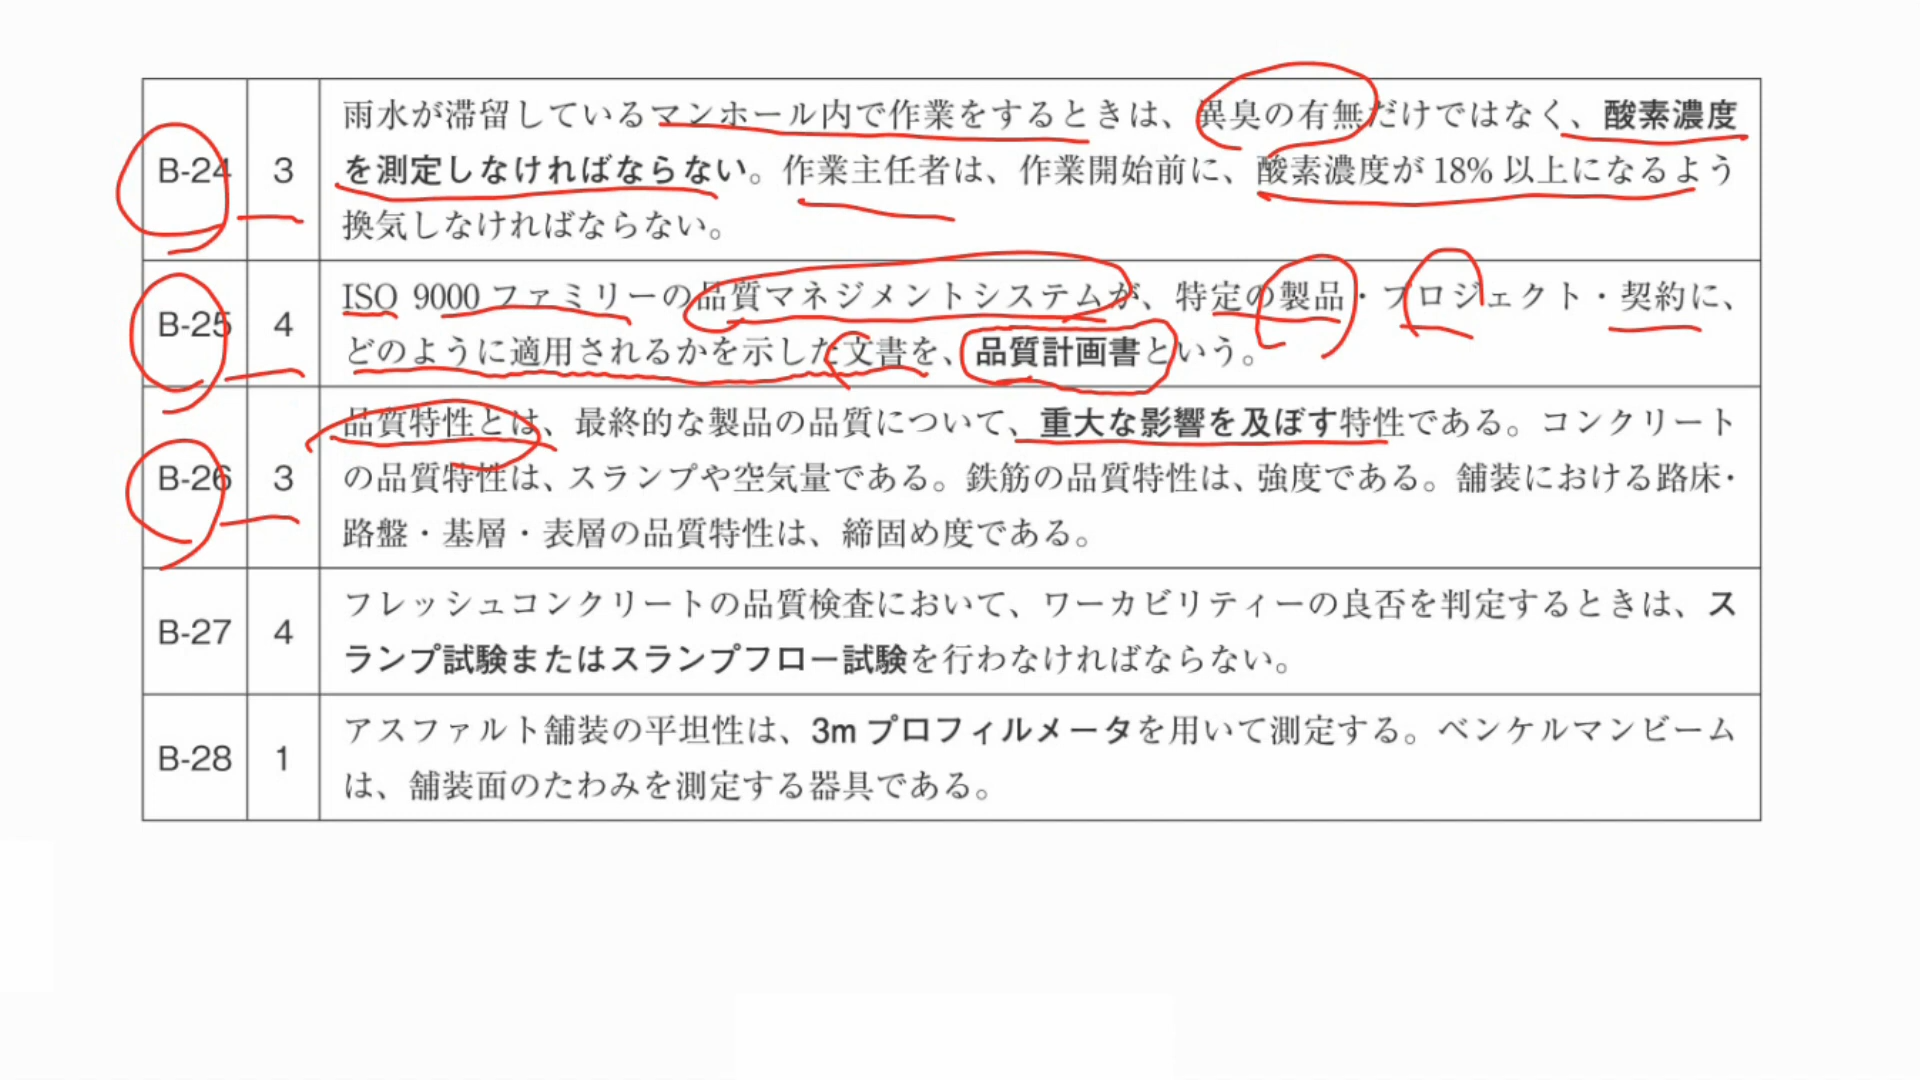 雨水が滞留しているマンホール内で作業をするときは、異臭の有無だけではなく、酸素濃度
B-24 3 を測定しなければならない。作業主任者は、作業開始前に、酸素濃度が 18% 以上になるよう
換気しなければならない。
ISO 9000 ファミリーの品質マネジメントシステムが、特定の製品・プロジェクト・契約に、
B-25 4
どのように適用されるかを示した文書を、品質計画書という。
品質特性とは、最終的な製品の品質について、重大な影響を及ぼす特性である。コンクリート
B-26 3 の品質特性は、スランプや空気量である。鉄筋の品質特性は、強度である。舗装における路床・
路盤・基層・表層の品質特性は、締固め度である。
フレッシュコンクリートの品質検査において、ワーカビリティーの良否を判定するときは、ス
B-27 4
ランプ試験またはスランプフロー試験を行わなければならない。
アスファルト舗装の平坦性は、3m プロフィルメータを用いて測定する。ベンケルマンビーム
B-28 1
は、舗装面のたわみを測定する器具である。